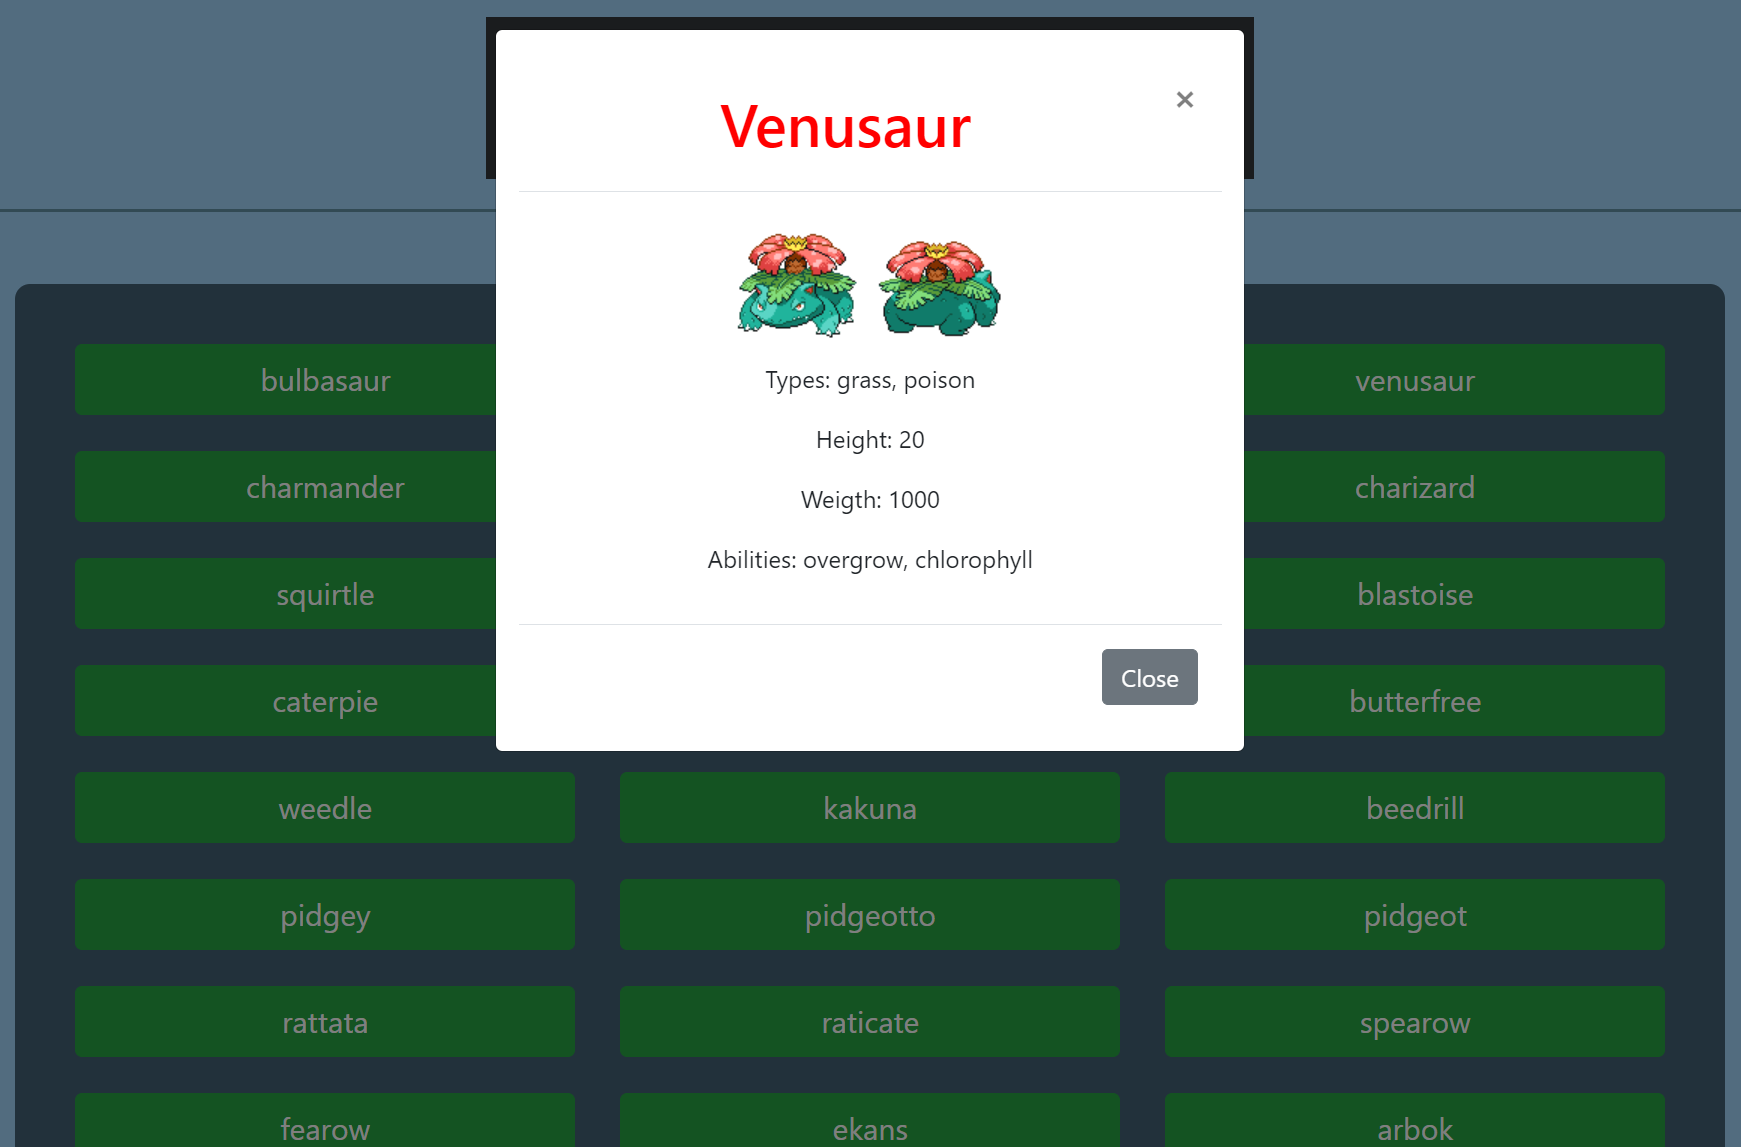 Venusaur
×
Types: grass, poison
Height: 20
Weigth: 1000
Abilities: overgrow, chlorophyll
Close
bulbasaur
venusaur
charmander
charizard
squirtle
blastoise
caterpie
butterfree
weedle
kakuna
beedrill
pidgey
pidgeotto
pidgeot
rattata
raticate
spearow
fearow
ekans
arbok